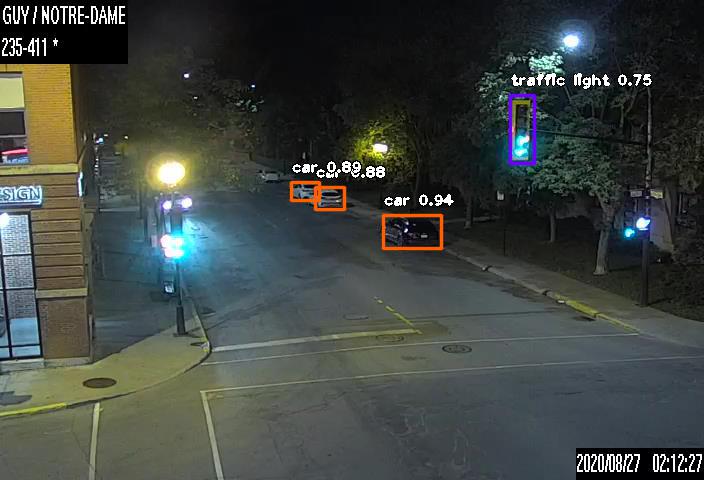 GUY / NOTRE-DAME
235-411 *
traffic light 0.75
car 0.89
car 0.88
car 0.94
SIGN
2020/08/27 02:12:27